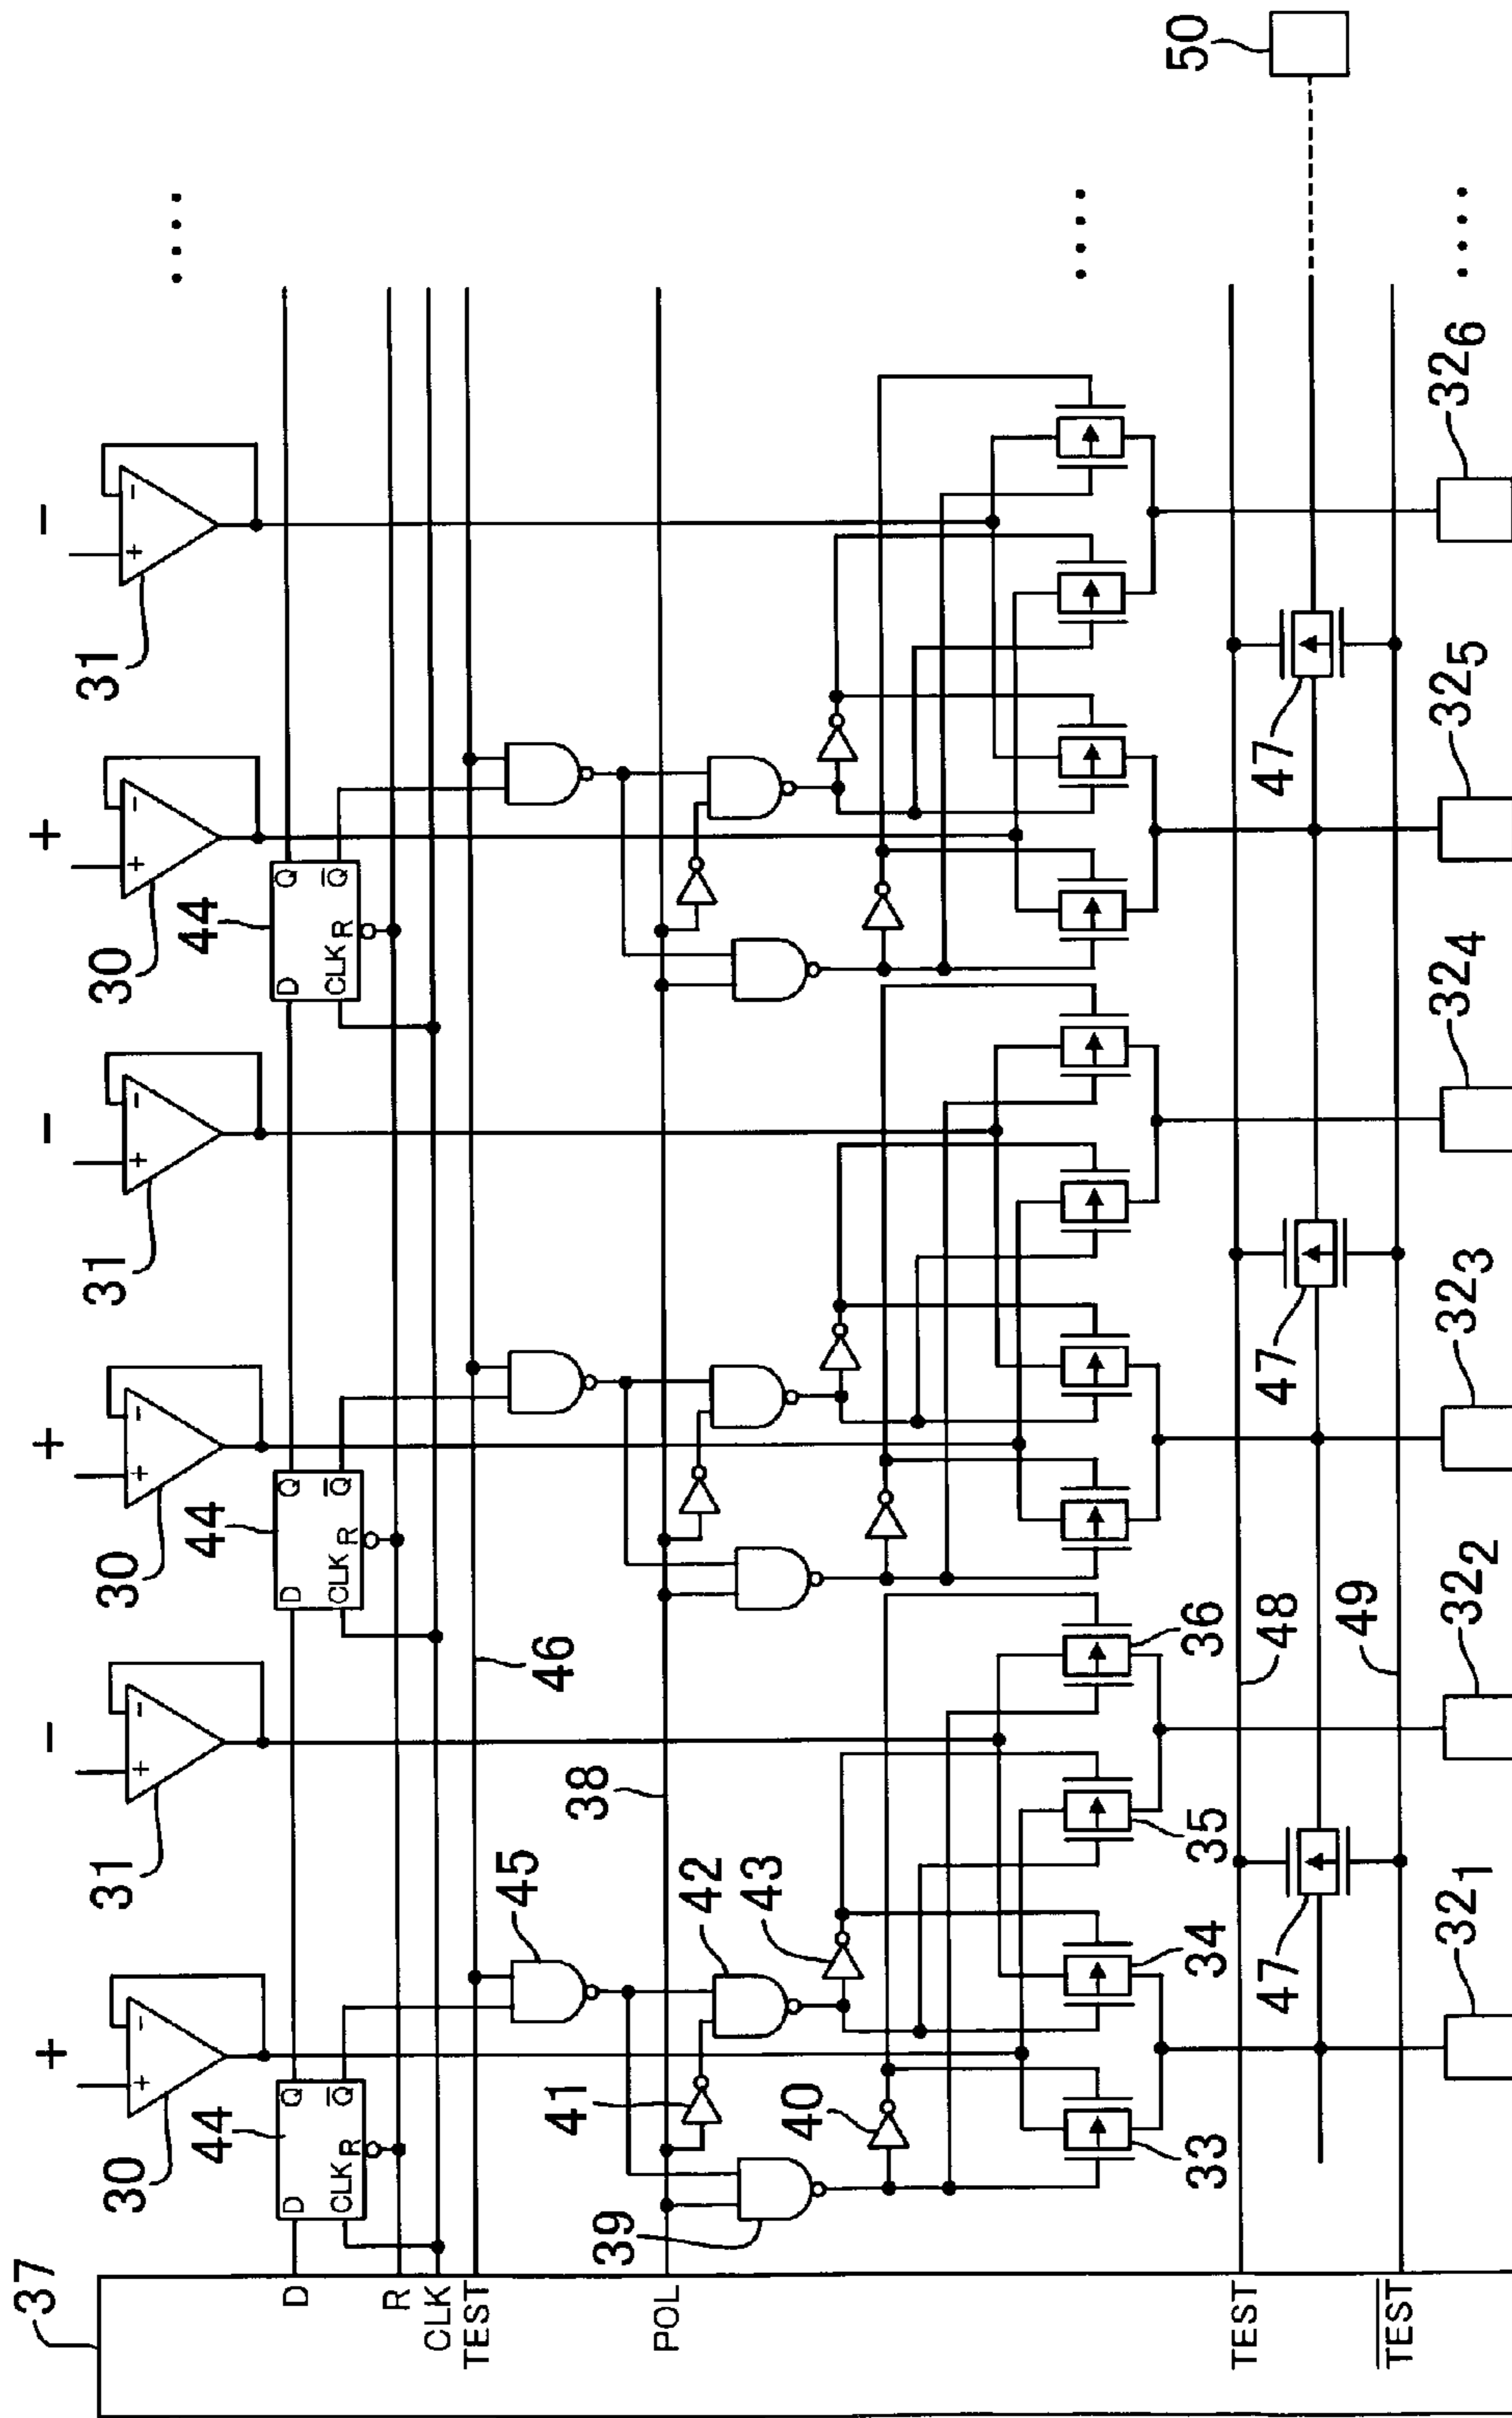 37
D
R
CLK
TEST
POL
TEST
TEST
+
-
+
-
+
-
30
31
30
31
30
31
+
-
+
-
+
-
+
-
+
-
+
-
....
44
D
Q
CLK
R
Q
44
D
Q
CLK
R
Q
44
D
Q
CLK
R
Q
46
45
38
41
42
43
39
40
33
34
35
36
....
48
47
47
47
50
49
32₁
32₂
32₃
32₄
32₅
32₆
....